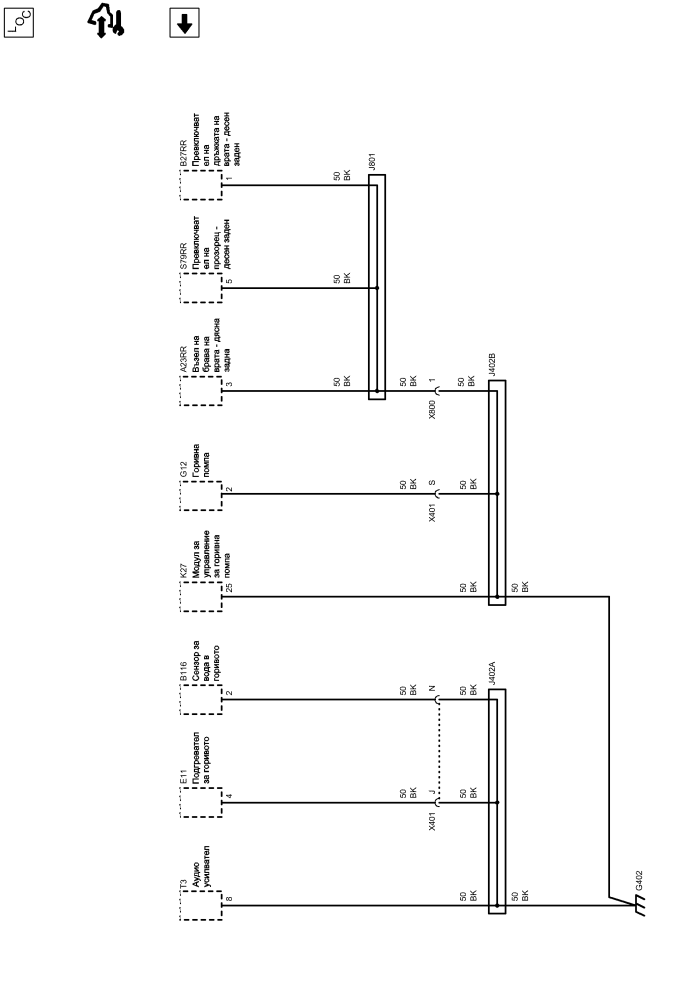 LOC
B27RR
Превключват
ел на
дръжката на
врата - десен
заден
1
50
BK
J801
S79RR
Превключват
ел на
прозорец -
десен заден
5
50
BK
A23RR
Възел на
брава на
врата - дясна
задна
3
50
BK
50
BK
X800
1
50
BK
J402B
G12
Горивна
помпа
2
50
BK
X401
S
50
BK
K27
Модул за
управление
за горивна
помпа
25
50
BK
50
BK
B116
Сензор за
вода в
горивото
2
50
BK
N
50
BK
J402A
E11
Подгревател
за горивото
4
50
BK
X401
J
50
BK
T3
Аудио
усилвател
8
50
BK
50
BK
G402